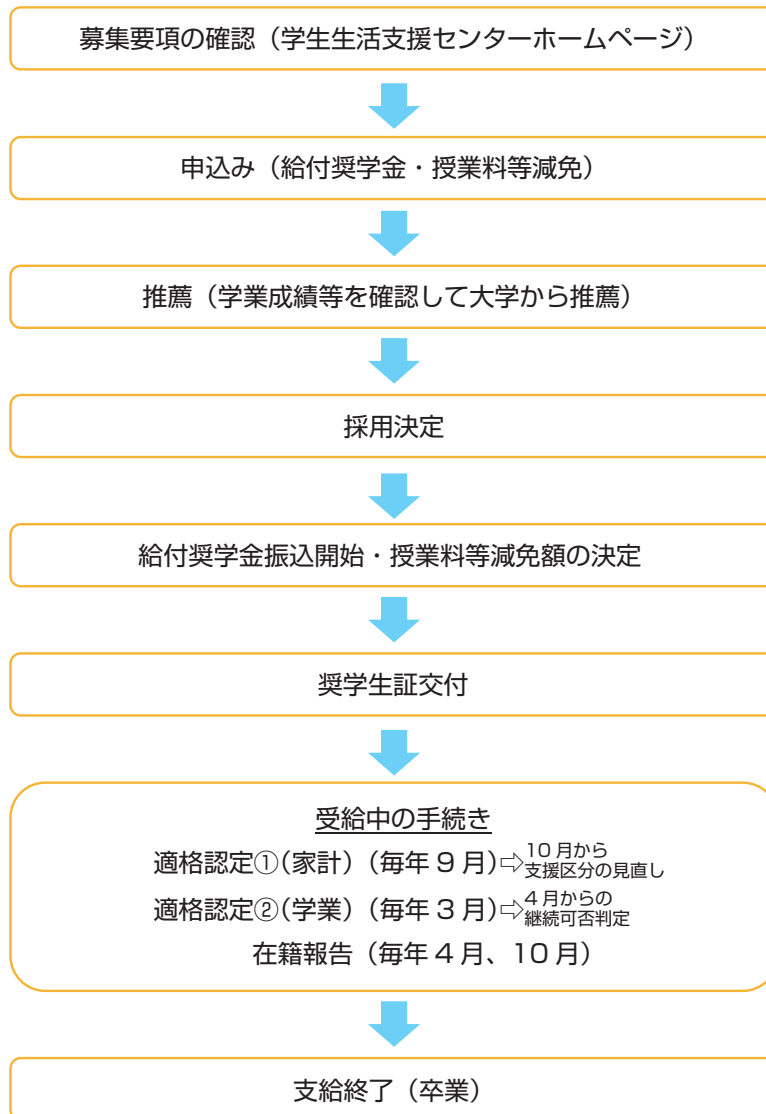 募集要項の確認（学生生活支援センターホームページ）
申込み（給付奨学金・授業料等減免）
推薦（学業成績等を確認して大学から推薦）
採用決定
給付奨学金振込開始・授業料等減免額の決定
奨学生証交付
受給中の手続き
適格認定①（家計）（毎年 9 月）⇨10 月から
支援区分の見直し
適格認定②（学業）（毎年 3 月）⇨4 月からの
継続可否判定
在籍報告（毎年 4 月、10 月）
支給終了（卒業）